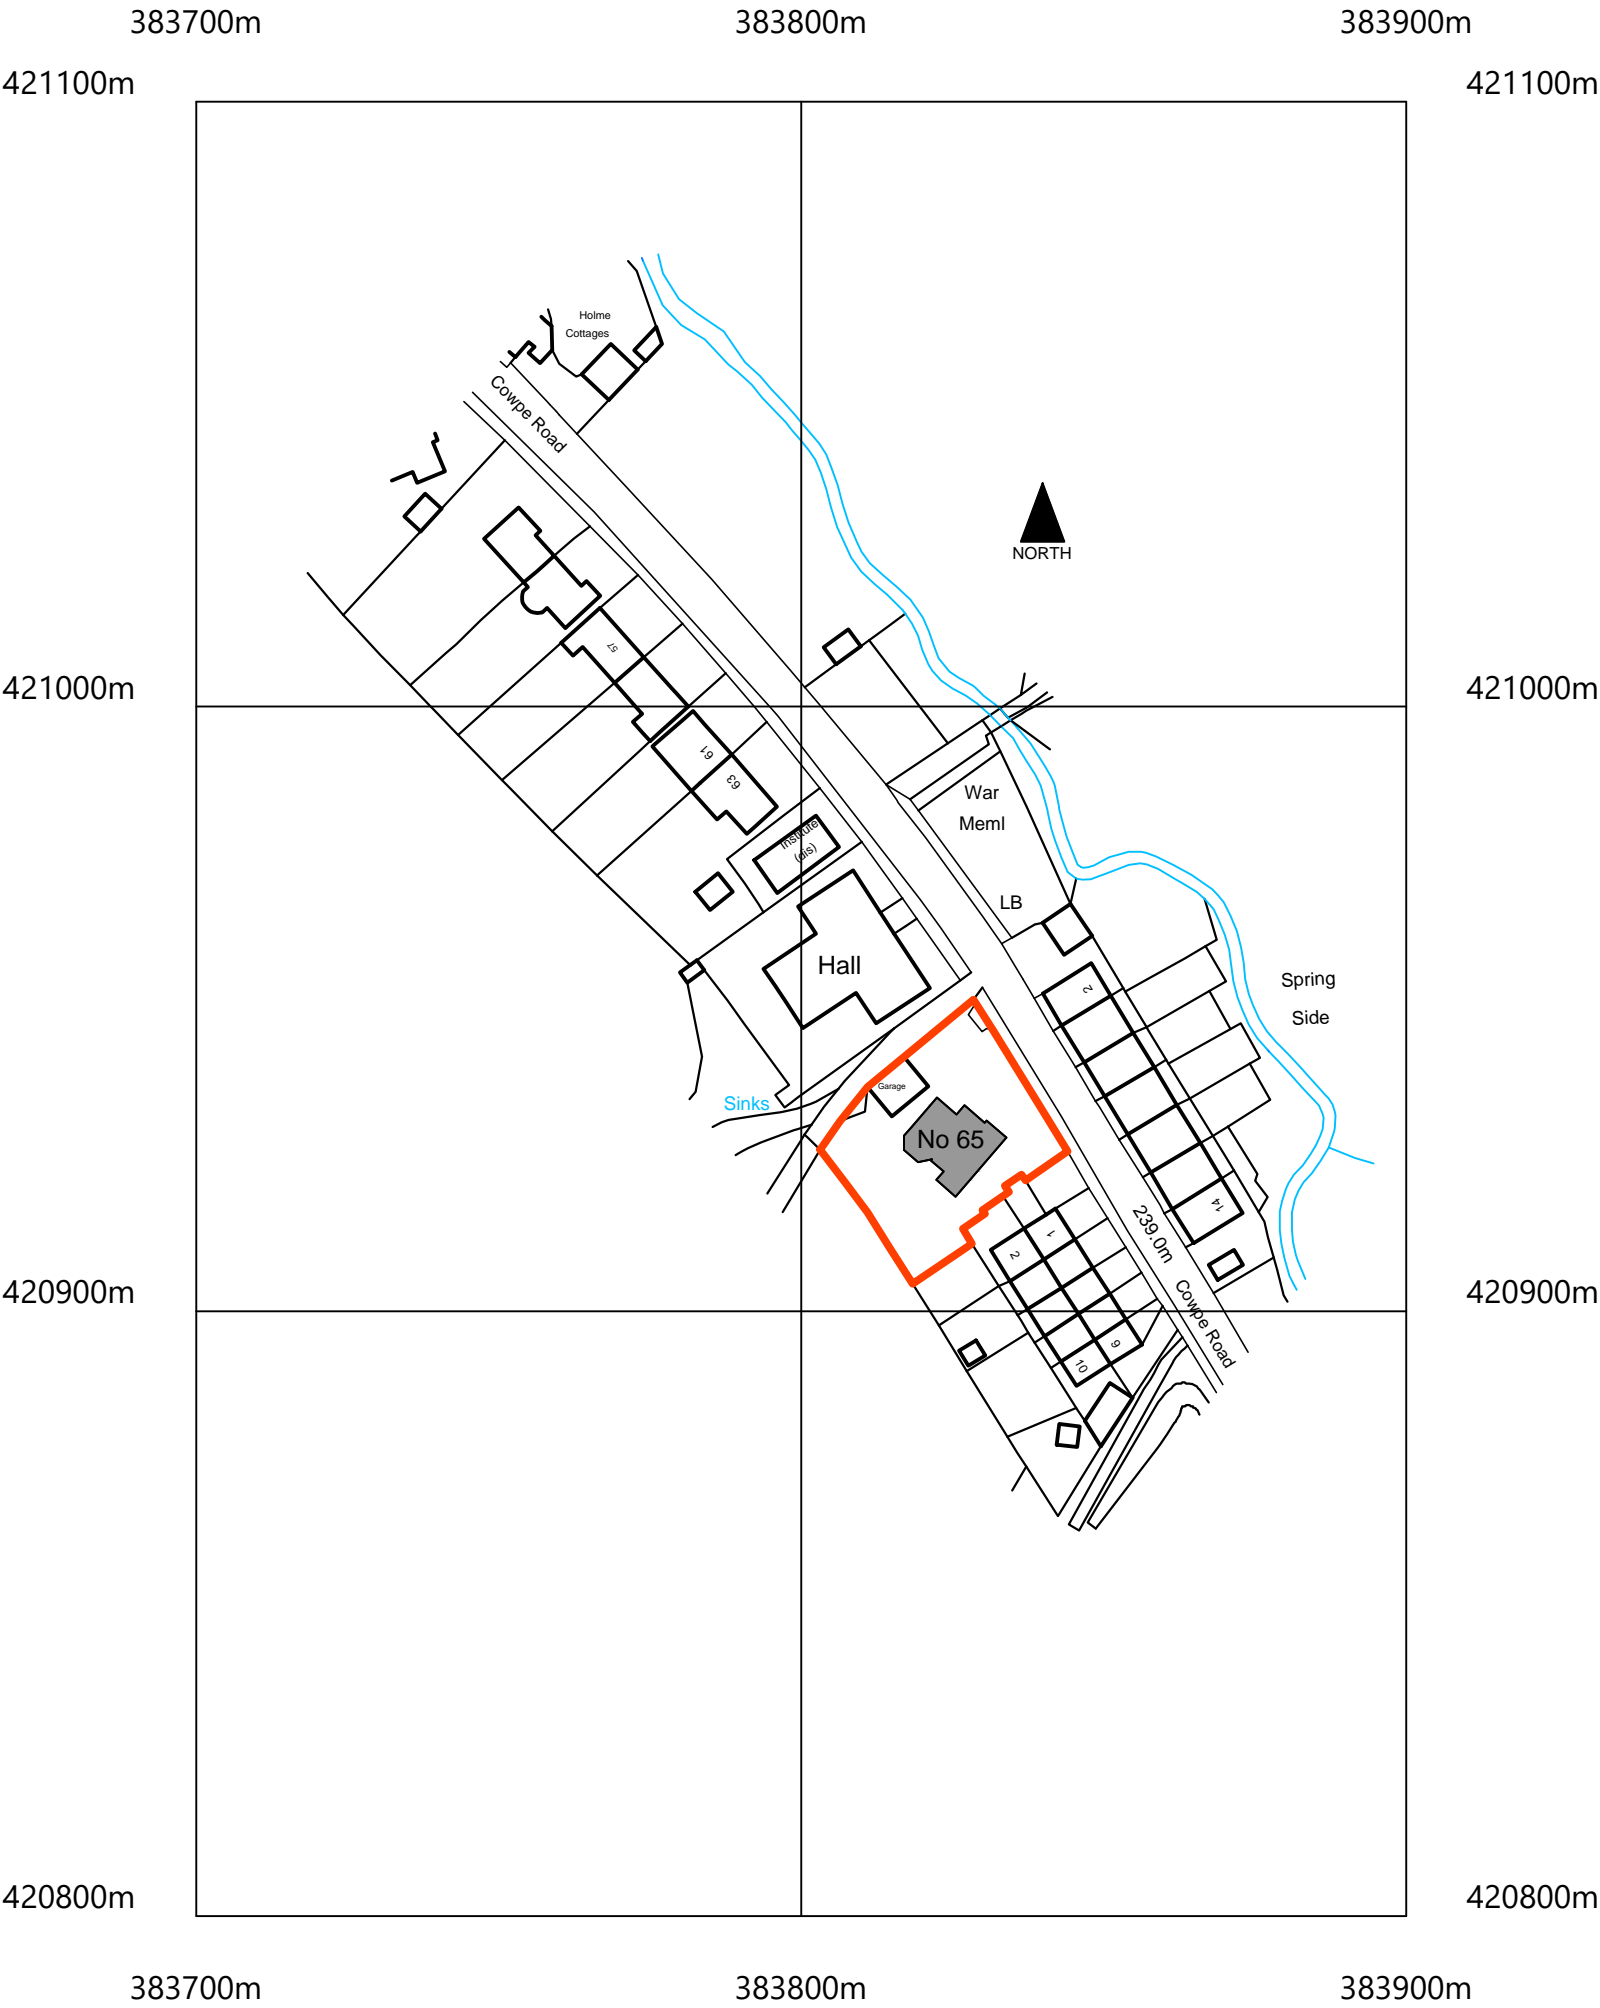 383700m
383800m
383900m
421100m
421100m
Holme
Cottages
Cowpe Road
NORTH
57
421000m
421000m
61
63
War
Meml
Institute
(dis)
LB
Hall
2
Spring
Side
Garage
Sinks
No 65
14
239.0m
1
2
420900m
420900m
Cowpe Road
9
10
420800m
420800m
383700m
383800m
383900m